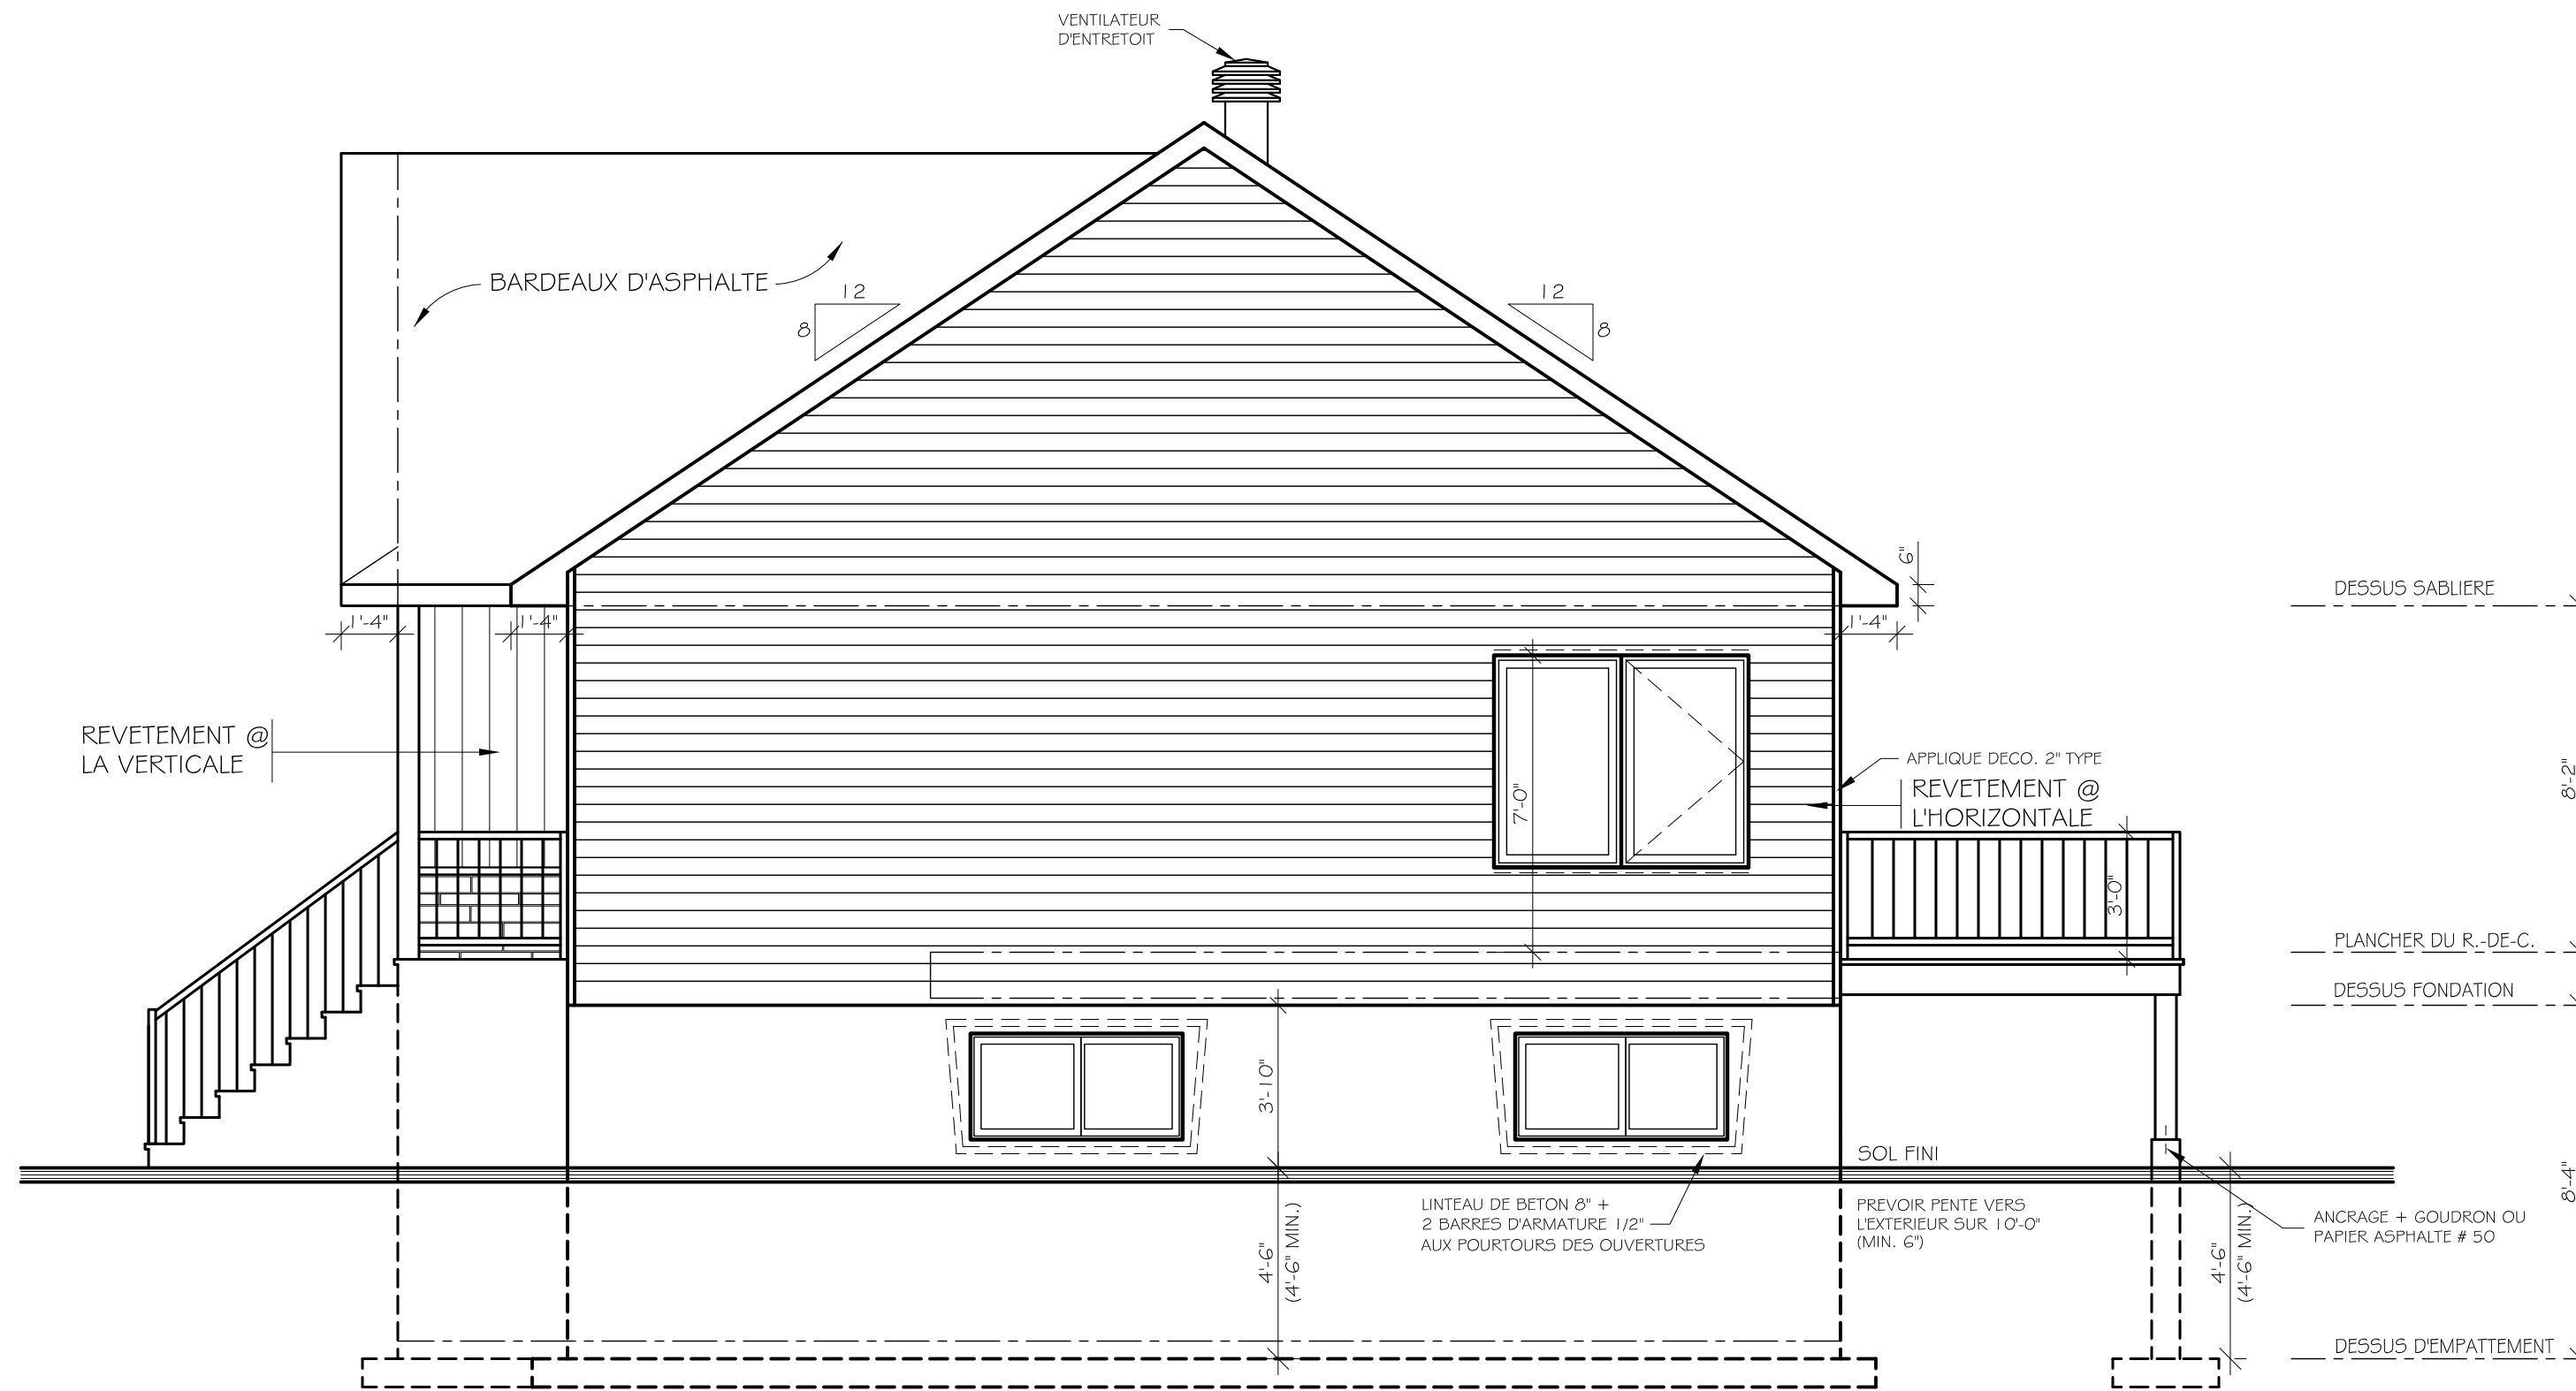 VENTILATEUR
D'ENTRETOIT
BARDEAUX D'ASPHALTE
12
8
12
8
6"
DESSUS SABLIERE
1'-4"
1'-4"
1'-4"
REVETEMENT @
LA VERTICALE
7'-0"
APPLIQUE DECO. 2" TYPE
REVETEMENT @
L'HORIZONTALE
8'-2"
3'-0"
PLANCHER DU R.-DE-C.
DESSUS FONDATION
3'-10"
SOL FINI
8'-4"
LINTEAU DE BETON 8" +
2 BARRES D'ARMATURE 1/2"
AUX POURTOURS DES OUVERTURES
PREVOIR PENTE VERS
L'EXTERIEUR SUR 10'-0"
(MIN. 6")
ANCRAGE + GOUDRON OU
PAPIER ASPHALTE # 50
4'-6"
(4'-6" MIN.)
4'-6"
(4'-6" MIN.)
DESSUS D'EMPATTEMENT